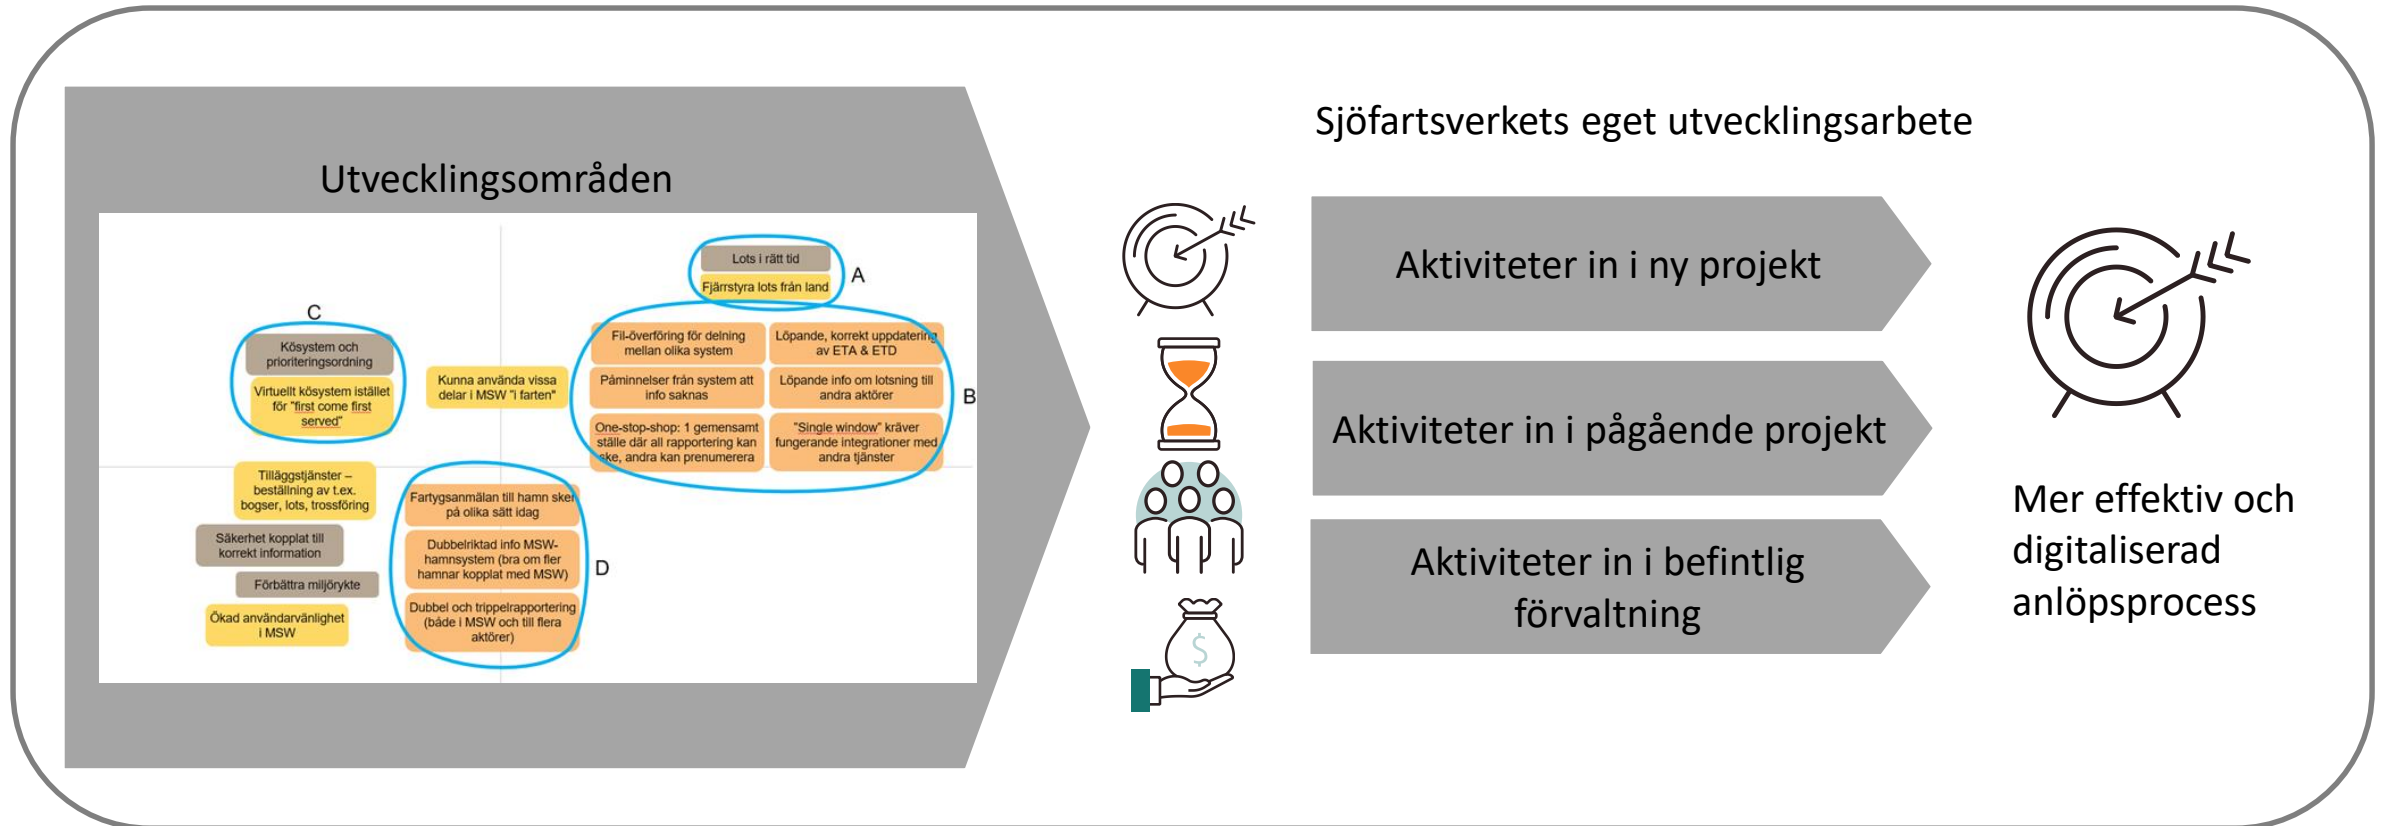 Utvecklingsområden
Lots i rätt tid
Fjärrstyra lots från land
A
C
Kösystem och
prioriteringsordning
Virtuellt kösystem istället
för "first come first
served"
Kunna använda vissa
delar i MSW "i farten"
Fil-överföring för delning
mellan olika system
Löpande, korrekt uppdatering
av ETA & ETD
Påminnelser från system att
info saknas
Löpande info om lotsning till
andra aktörer
B
One-stop-shop: 1 gemensamt
ställe där all rapportering kan
ske, andra kan prenumerera
"Single window" kräver
fungerande integrationer med
andra tjänster
Tilläggstjänster –
beställning av t.ex.
bogser, lots, trossföring
Säkerhet kopplat till
korrekt information
Förbättra miljörykte
Ökad användarvänlighet
i MSW
Fartygsanmälan till hamn sker
på olika sätt idag
Dubbelriktad info MSW-
hamnsystem (bra om fler
hamnar kopplat med MSW)
D
Dubbel och trippelrapportering
(både i MSW och till flera
aktörer)
$
Sjöfartsverkets eget utvecklingsarbete
Aktiviteter in i ny projekt
Aktiviteter in i pågående projekt
Aktiviteter in i befintlig
förvaltning
Mer effektiv och
digitaliserad
anlöpsprocess